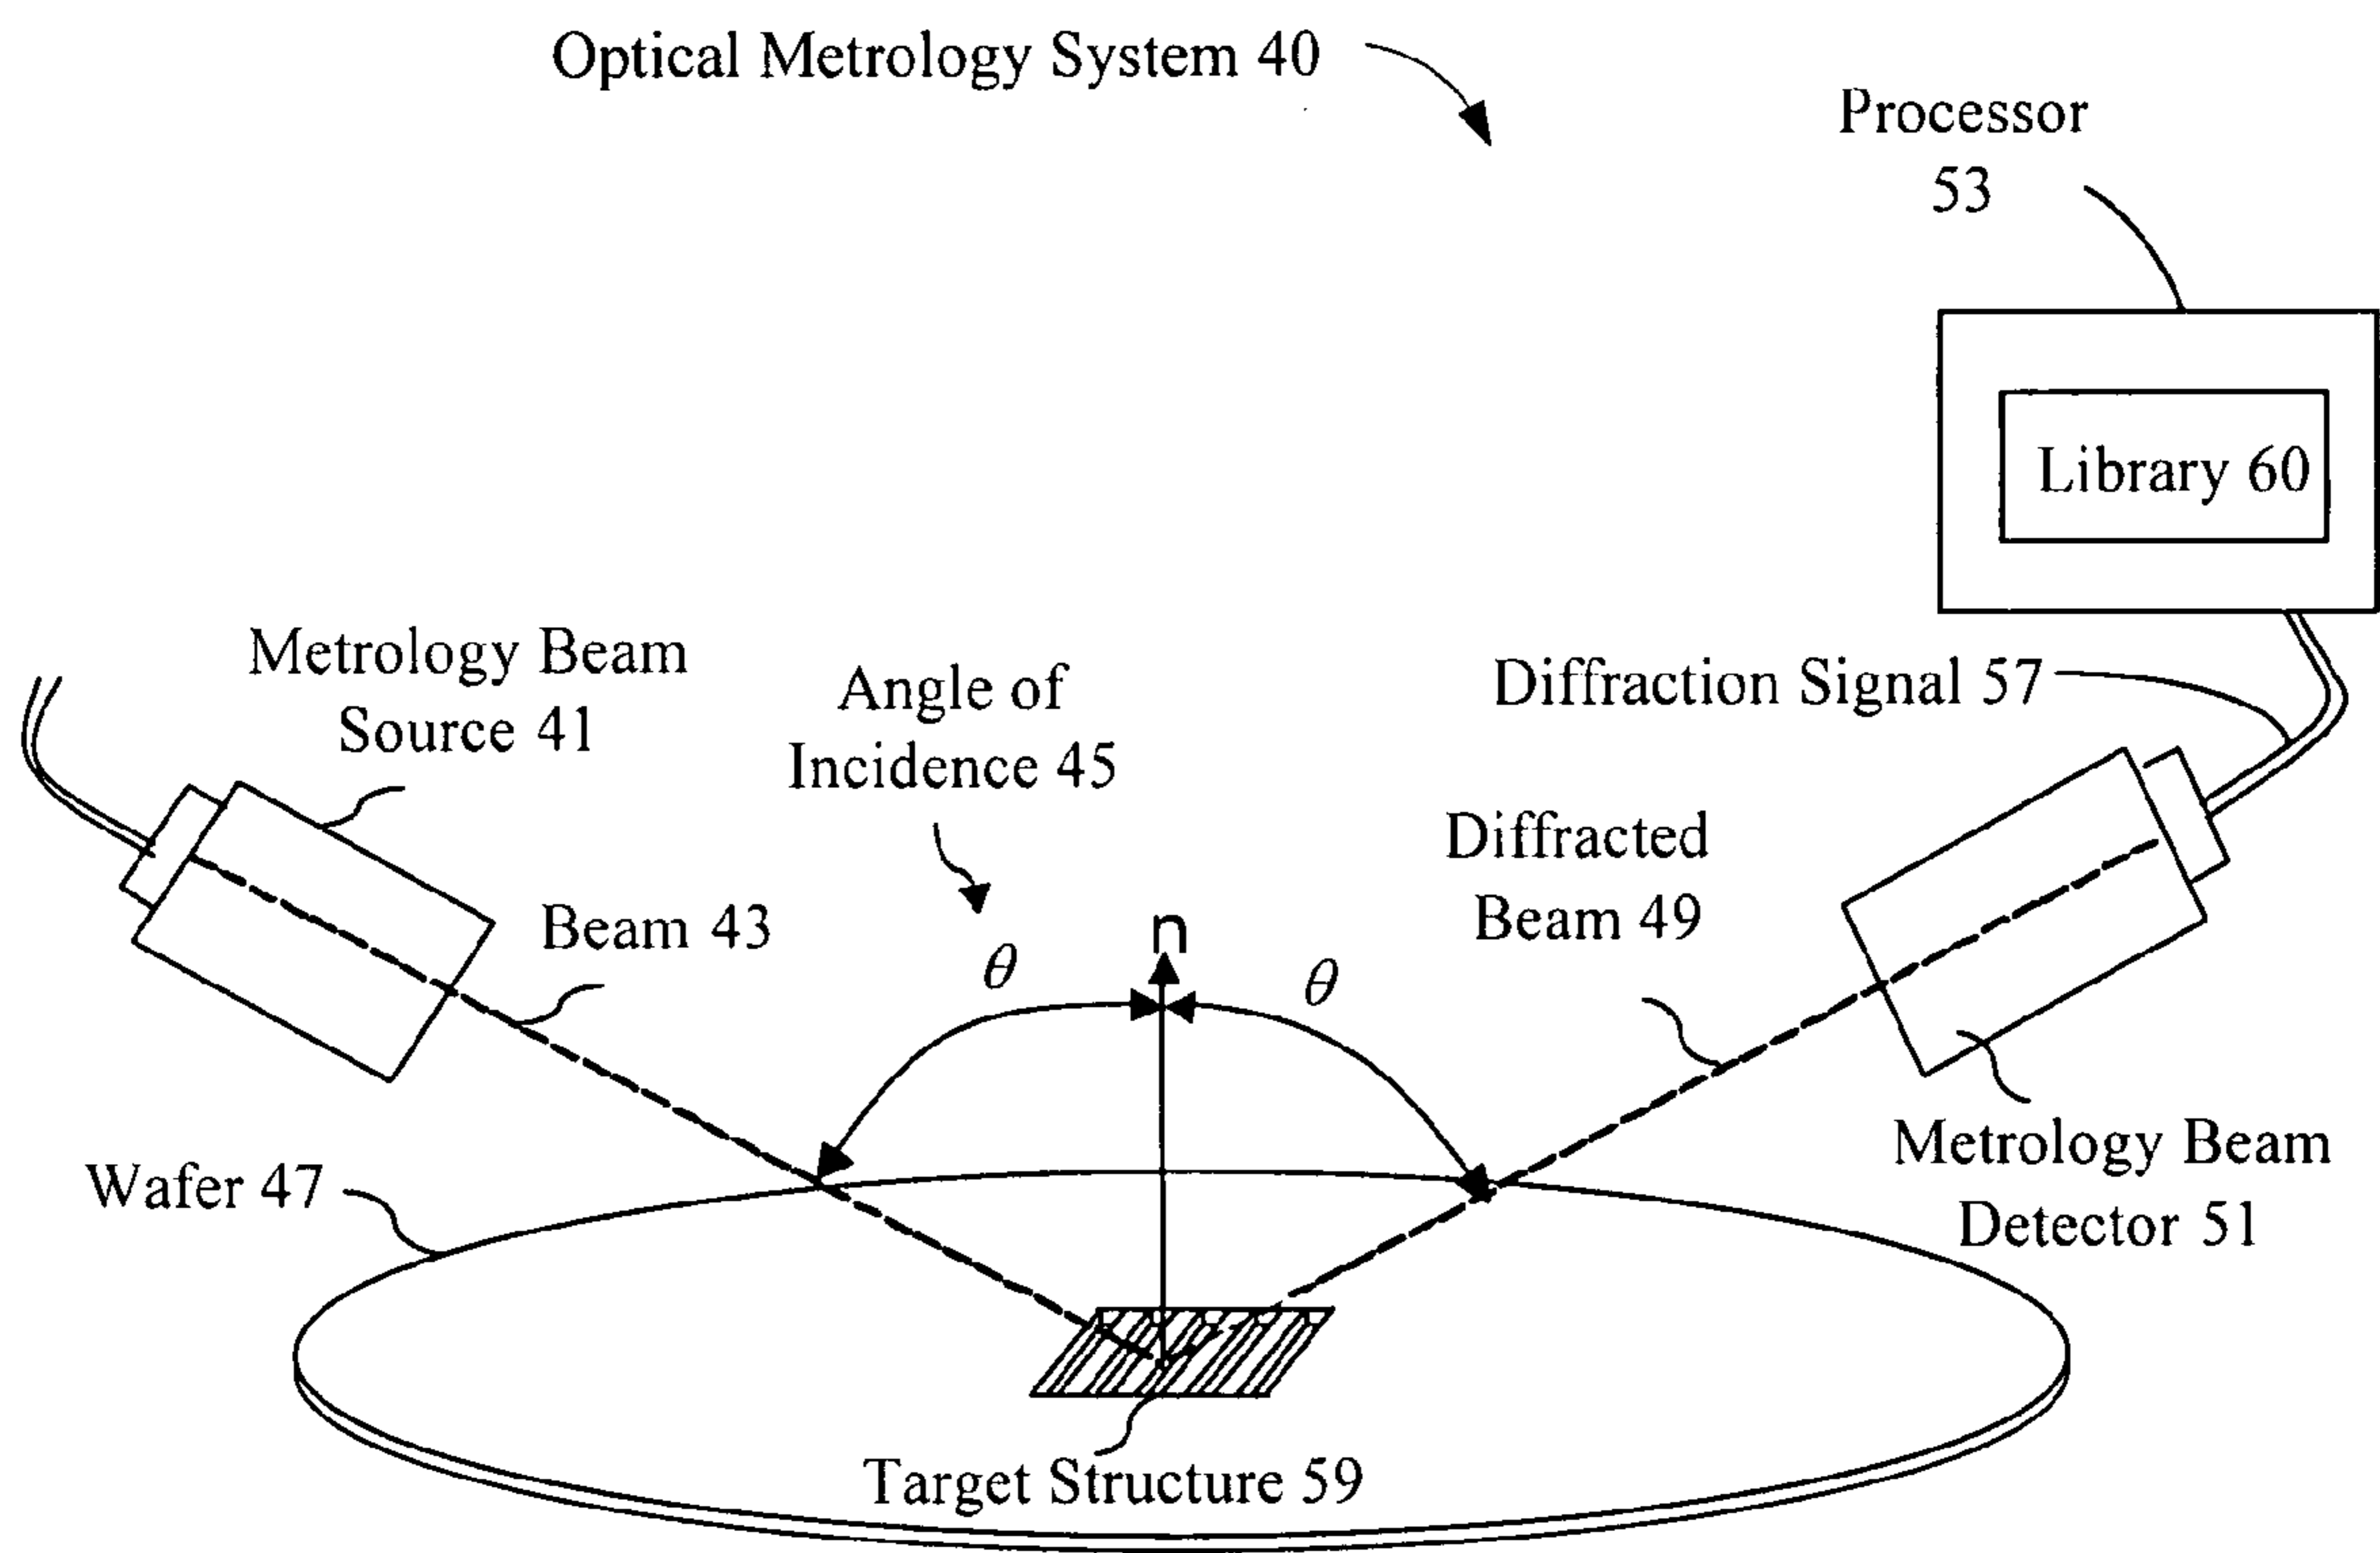 Optical Metrology System 40
Processor
53
Library 60
Metrology Beam
Source 41
Angle of
Incidence 45
Diffraction Signal 57
Diffracted
Beam 49
Beam 43
n
θ
θ
Metrology Beam
Detector 51
Wafer 47
Target Structure 59